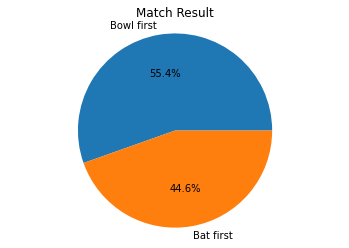 Match Result
Bowl first
55.4%
44.6%
Bat first